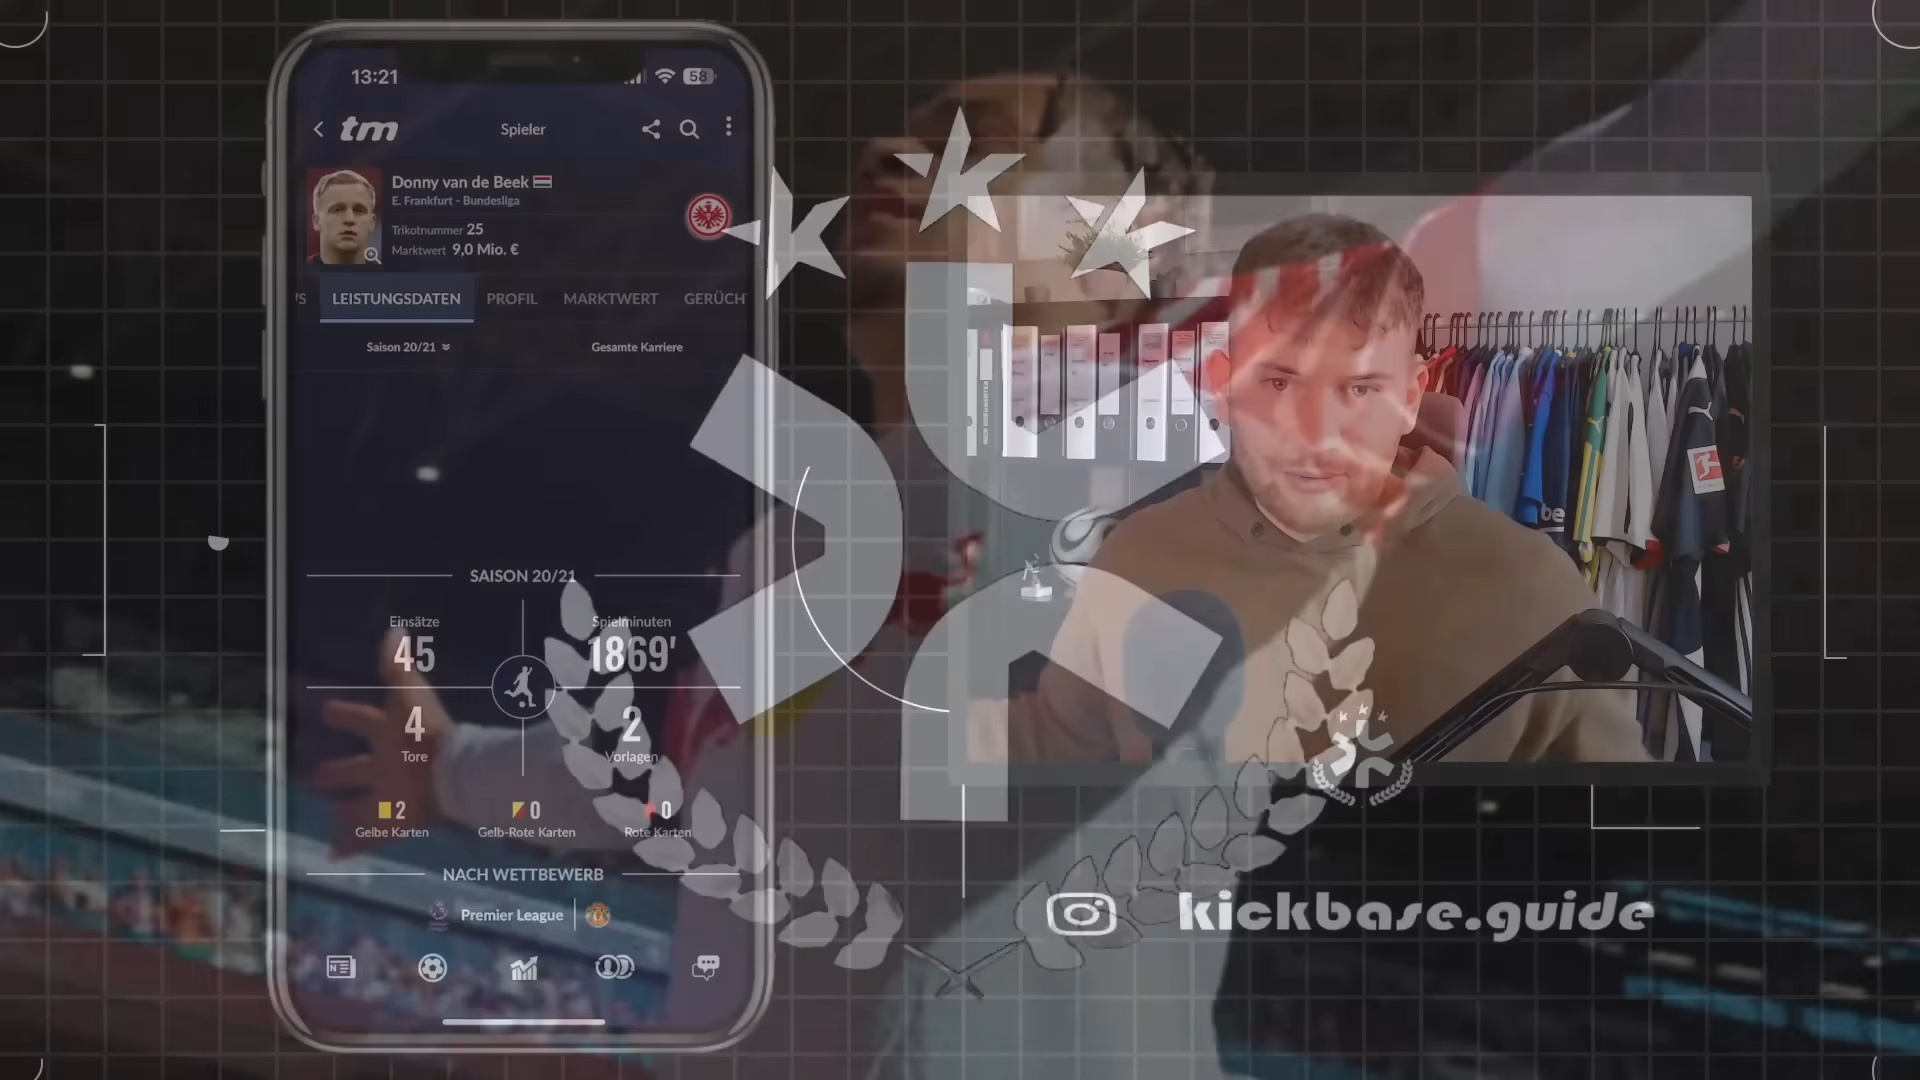 13:21
58
tm
Spieler
Donny van de Beek
E. Frankfurt - Bundesliga
Trikotnummer 25
Marktwert 9,0 Mio. €
LEISTUNGSDATEN PROFIL MARKTWERT GERÜCH
Saison 20/21
Gesamte Karriere
SAISON 20/21
Einsätze
45
Spielminuten
1869'
4
Tore
2
Vorlagen
2
Gelbe Karten
0
Gelb-Rote Karten
0
Rote Karten
NACH WETTBEWERB
Premier League
be
kickbase.guide